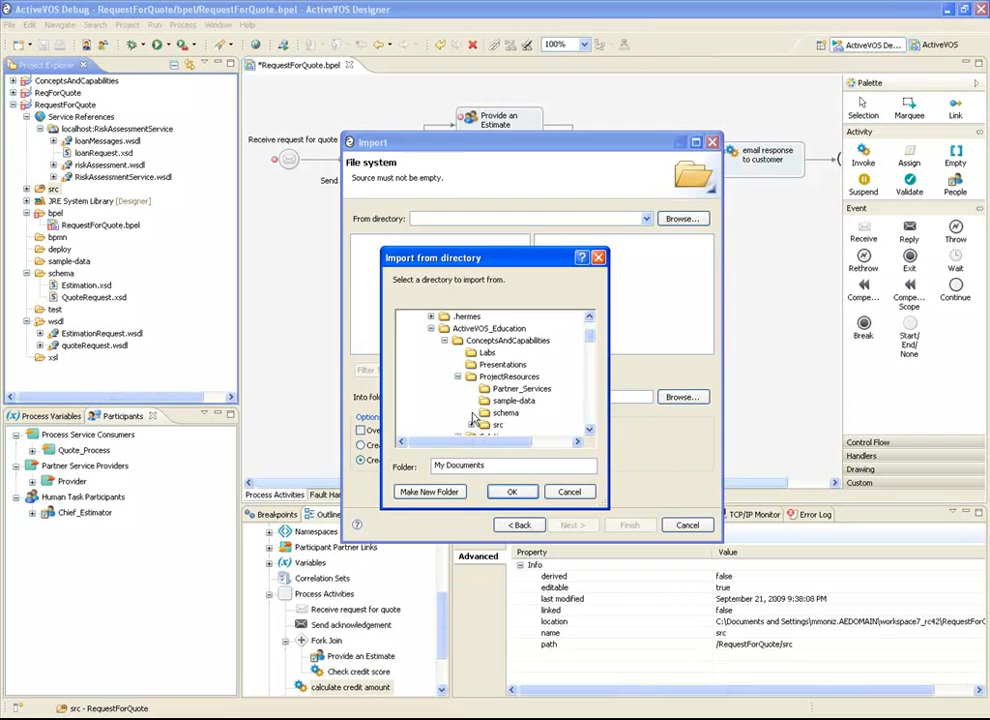 ActiveVOS Debug - RequestForQuote/bpel/RequestForQuote.bpel - ActiveVOS Designer
File Edit Navigate Search Project Run Process Window Help
100%
ActiveVOS De...
ActiveVOS
Project Explorer
ConceptsAndCapabilities
ReqForQuote
RequestForQuote
Service References
localhost:RiskAssessmentService
loanMessages.wsdl
loanRequest.xsd
riskAssessment.wsdl
RiskAssessmentService.wsdl
src
JRE System Library [Designer]
bpel
RequestForQuote.bpel
bpmn
deploy
sample-data
schema
Estimation.xsd
QuoteRequest.xsd
test
wsdl
EstimationRequest.wsdl
quoteRequest.wsdl
xsl
*RequestForQuote.bpel
Receive request for quote
Provide an
Estimate
Send
email response
to customer
Import
File system
Source must not be empty.
From directory:
Browse...
Filter T
Into fol
Browse...
Options
Ove
Crea
Crea
< Back
Next >
Finish
Cancel
Import from directory
Select a directory to import from.
.hermes
ActiveVOS_Education
ConceptsAndCapabilities
Labs
Presentations
ProjectResources
Partner_Services
sample-data
schema
src
Folder:
My Documents
Make New Folder
OK
Cancel
Palette
Selection
Marquee
Link
Activity
Invoke
Assign
Empty
Suspend
Validate
People
Event
Receive
Reply
Throw
Rethrow
Exit
Wait
Compe...
Compe...
Scope
Continue
Break
Start/
End/
None
Control Flow
Handlers
Drawing
Custom
Process Variables
Participants
Process Service Consumers
Quote_Process
Partner Service Providers
Provider
Human Task Participants
Chief_Estimator
Process Activities
Fault Ha
Breakpoints
Outline
Namespaces
Participant Partner Links
Variables
Correlation Sets
Process Activities
Receive request for quote
Send acknowledgement
Fork Join
Provide an Estimate
Check credit score
calculate credit amount
TCP/IP Monitor
Error Log
Advanced
Property
Value
Info
derived
false
editable
true
last modified
September 21, 2009 9:38:08 PM
linked
false
location
C:\Documents and Settings\mmoniz.AEDOMAIN\workspace7_rc42\RequestForQ
name
src
path
/RequestForQuote/src
src - RequestForQuote